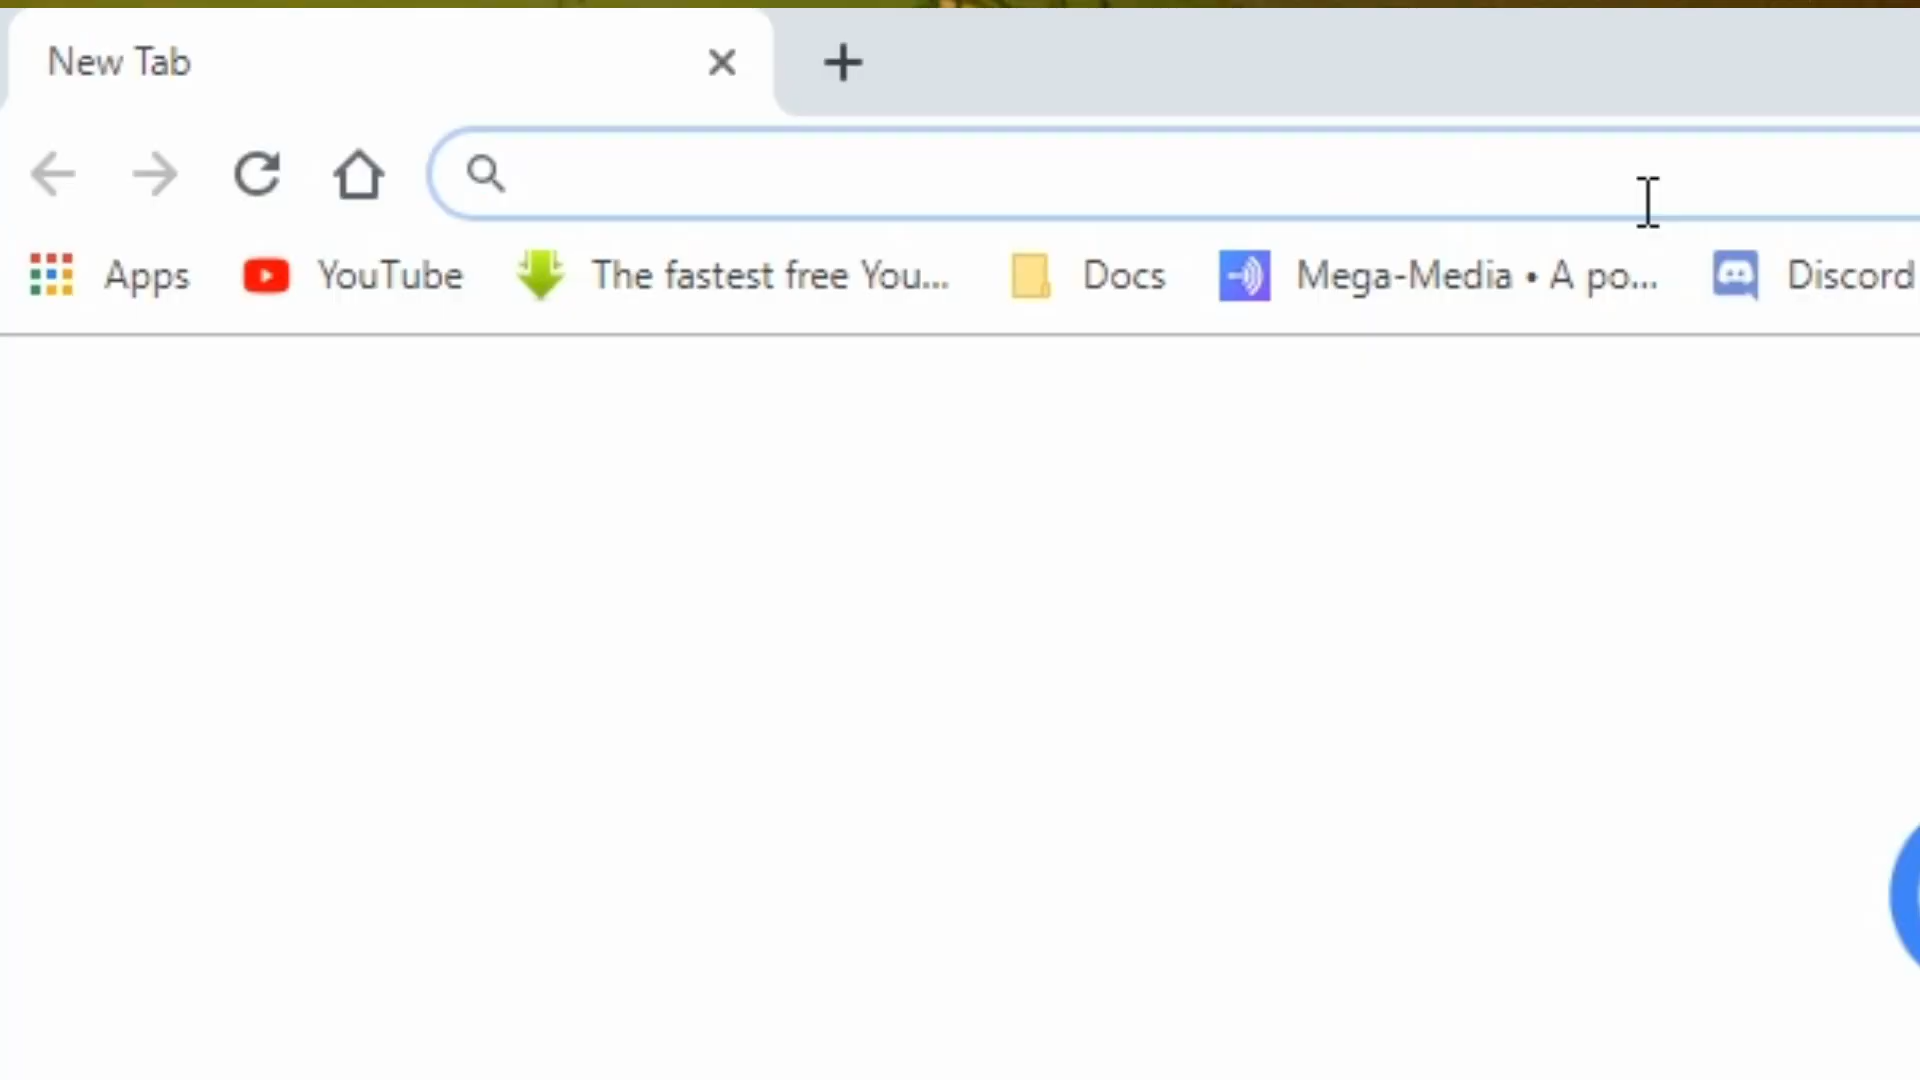 New Tab
Apps YouTube The fastest free You... Docs Mega-Media • A po... Discord